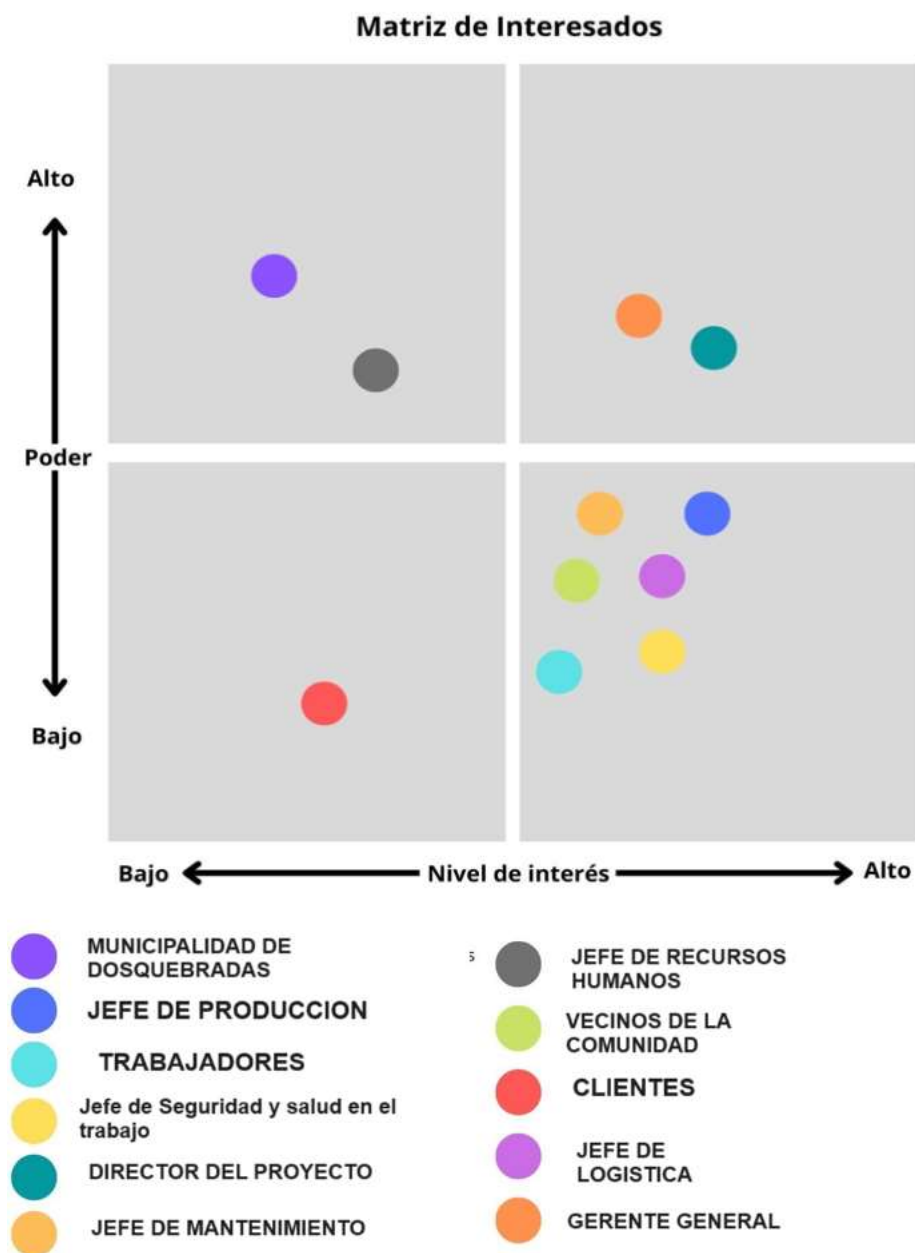 Matriz de Interesados
Alto
Poder
Bajo
Bajo
Nivel de interés
Alto
MUNICIPALIDAD DE
DOSQUEBRADAS
JEFE DE PRODUCCION
TRABAJADORES
Jefe de Seguridad y salud en el
trabajo
DIRECTOR DEL PROYECTO
JEFE DE MANTENIMIENTO
s
JEFE DE RECURSOS
HUMANOS
VECINOS DE LA
COMUNIDAD
CLIENTES
JEFE DE
LOGISTICA
GERENTE GENERAL